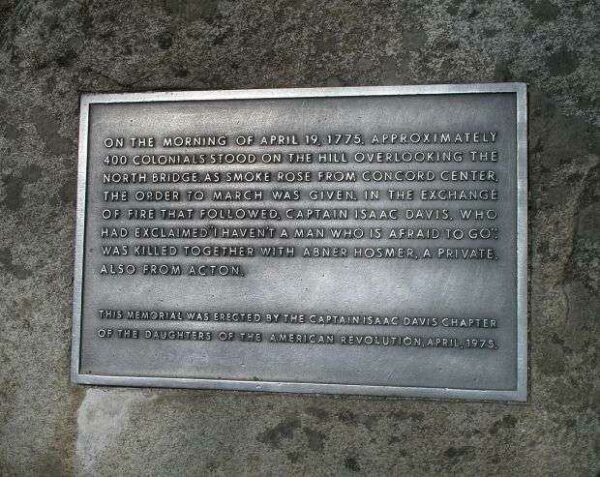 ON THE MORNING OF APRIL 19, 1775, APPROXIMATELY
400 COLONIALS STOOD ON THE HILL OVERLOOKING THE
NORTH BRIDGE AS SMOKE ROSE FROM CONCORD CENTER,
THE ORDER TO MARCH WAS GIVEN. IN THE EXCHANGE
OF FIRE THAT FOLLOWED, CAPTAIN ISAAC DAVIS, WHO
HAD EXCLAIMED "I HAVEN'T A MAN WHO IS AFRAID TO GO"
WAS KILLED TOGETHER WITH ABNER HOSMER, A PRIVATE,
ALSO FROM ACTON.
THIS MEMORIAL WAS ERECTED BY THE CAPTAIN ISAAC DAVIS CHAPTER
OF THE DAUGHTERS OF THE AMERICAN REVOLUTION, APRIL, 1975.